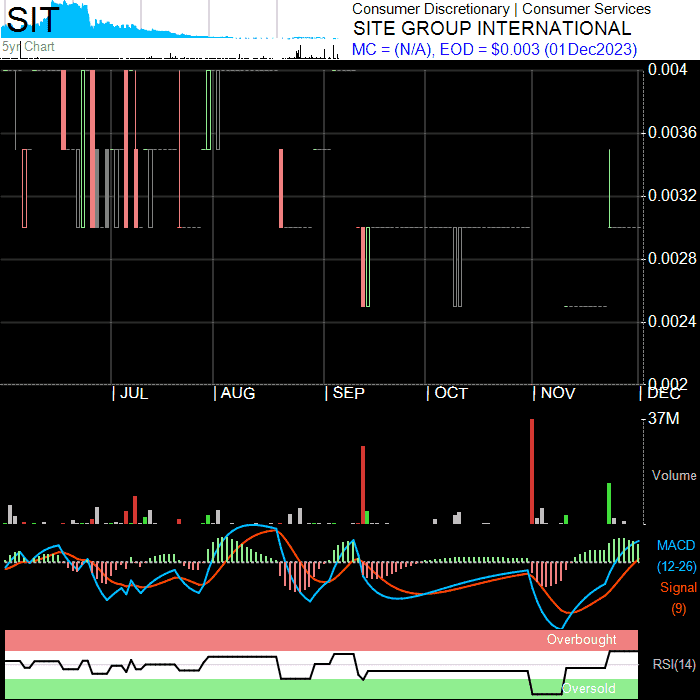 SIT
Consumer Discretionary | Consumer Services
SITE GROUP INTERNATIONAL
MC = (N/A), EOD = $0.003 (01Dec2023)
5yr Chart
0.004
0.0036
0.0032
0.0028
0.0024
0.002
JUL
AUG
SEP
OCT
NOV
DEC
37M
Volume
MACD
(12-26)
Signal
(9)
Overbought
RSI(14)
Oversold